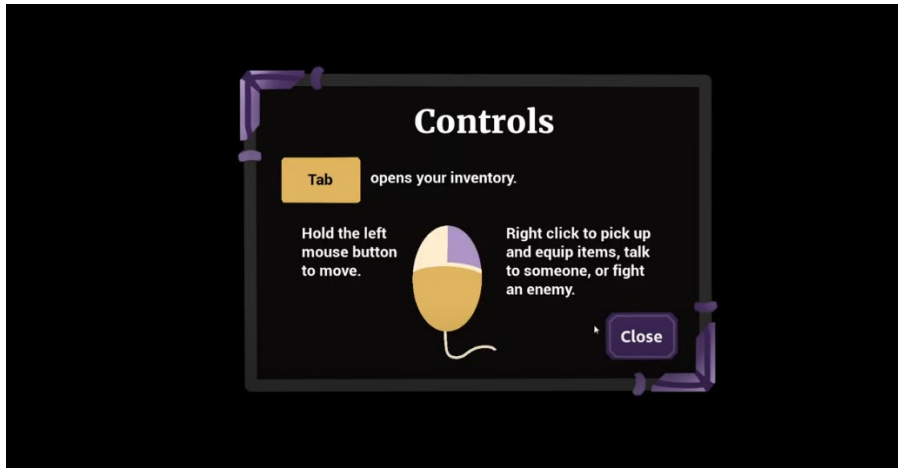 Controls
Tab opens your inventory.
Hold the left
mouse button
to move.
Right click to pick up
and equip items, talk
to someone, or fight
an enemy.
Close